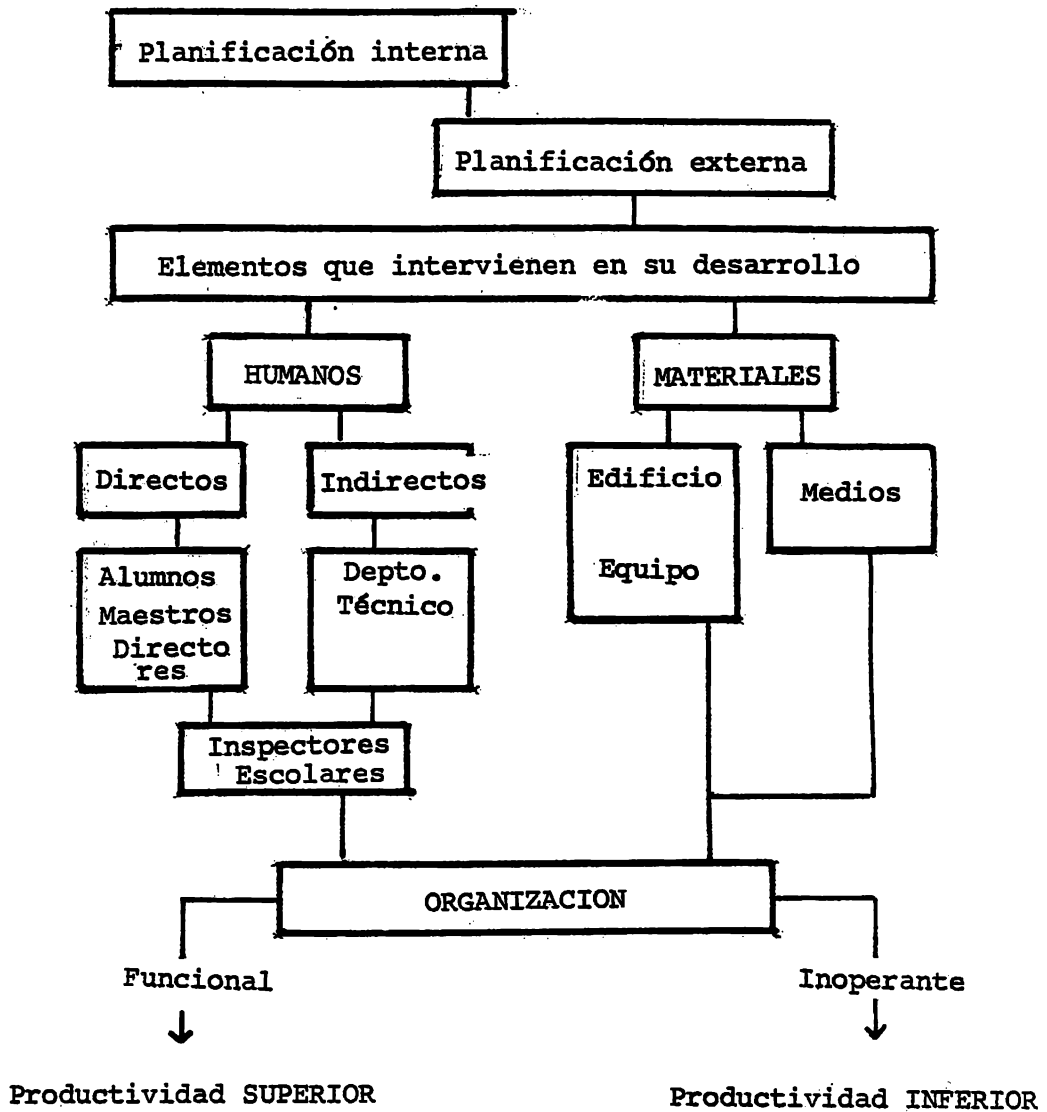 Planificación interna
Planificación externa
Elementos que intervienen en su desarrollo
HUMANOS
MATERIALES
Directos
Indirectos
Edificio
Equipo
Medios
Alumnos
Maestros
Directo
res
Depto.
Técnico
Inspectores
Escolares
ORGANIZACION
Funcional
Inoperante
Productividad SUPERIOR
Productividad INFERIOR